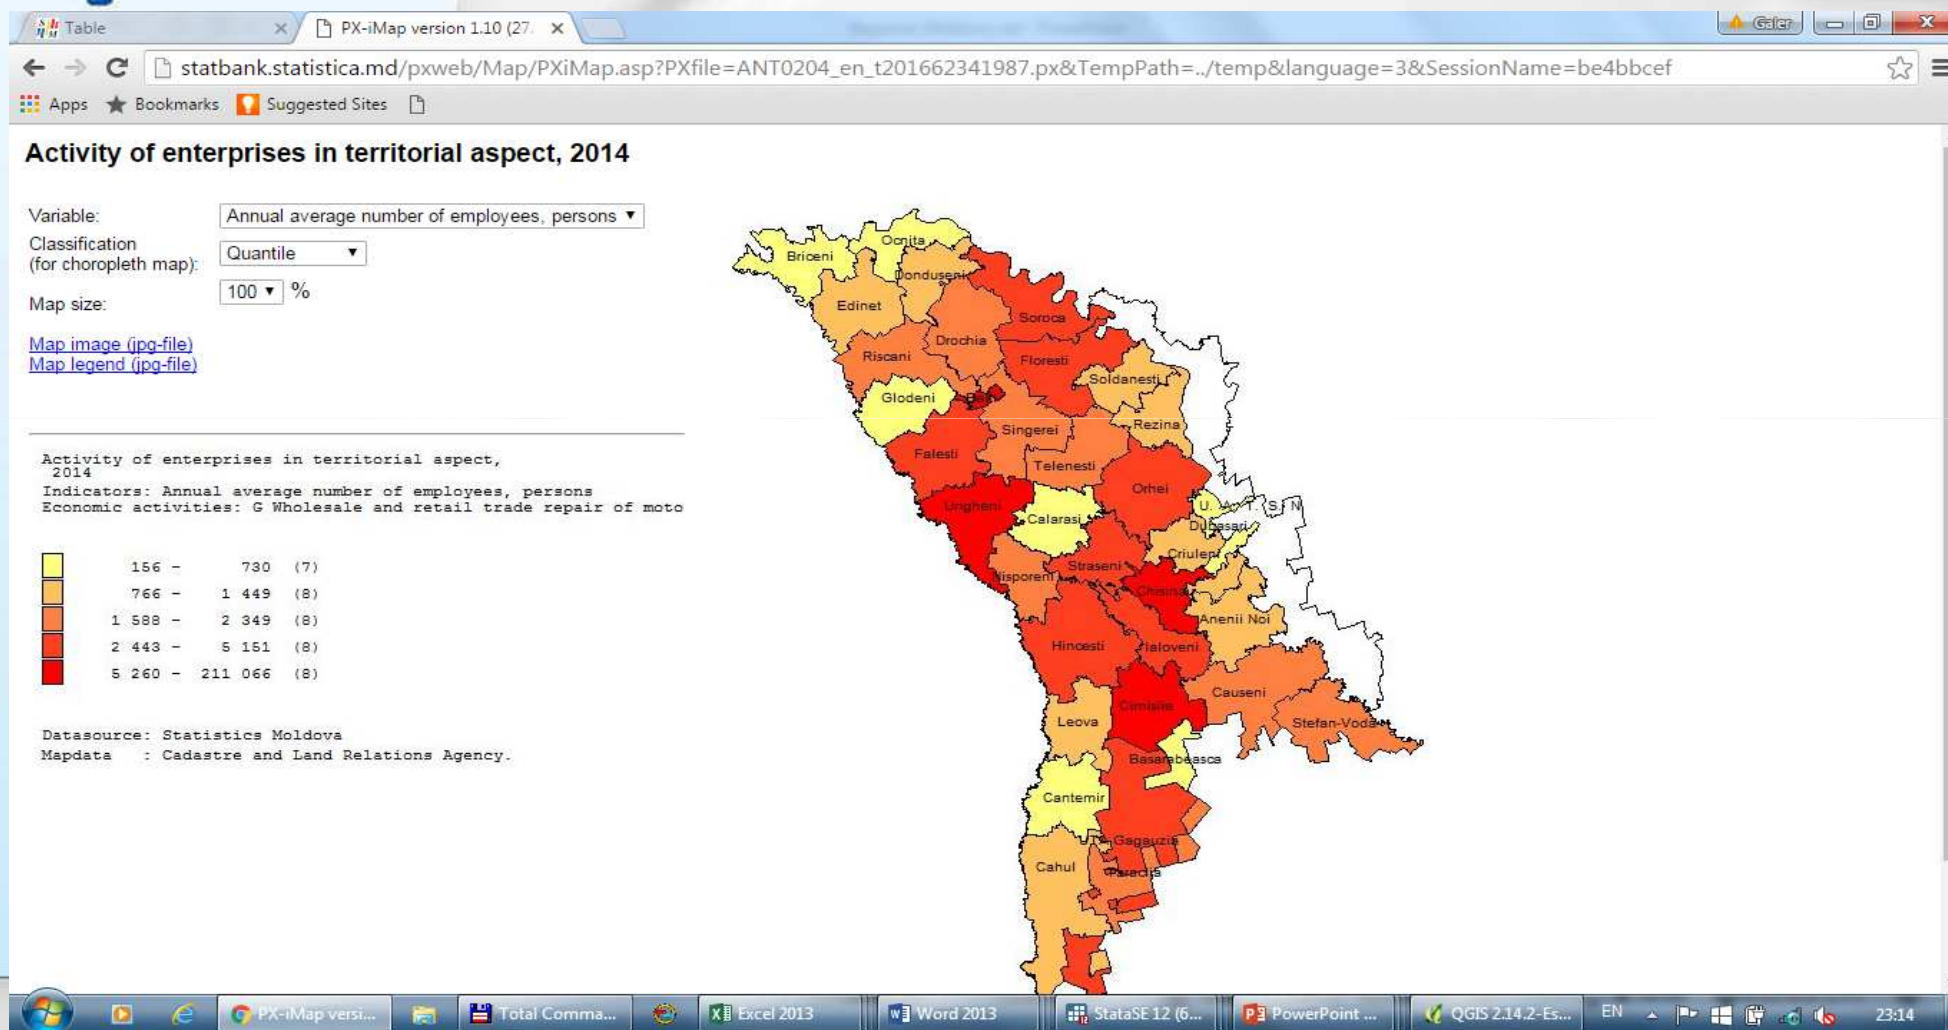 Table
PX-iMap version 1.10 (27.
Galer
statbank.statistica.md/pxweb/Map/PXiMap.asp?PXfile=ANT0204_en_t201662341987.px&TempPath=../temp&language=3&SessionName=be4bbcef
Apps Bookmarks Suggested Sites
Activity of enterprises in territorial aspect, 2014
Variable: Annual average number of employees, persons
Classification
(for choropleth map): Quantile
Map size: 100 %
Map image (jpg-file)
Map legend (jpg-file)
Activity of enterprises in territorial aspect,
2014
Indicators: Annual average number of employees, persons
Economic activities: G Wholesale and retail trade repair of moto
156 - 730 (7)
766 - 1 449 (8)
1 588 - 2 349 (8)
2 443 - 5 151 (8)
5 260 - 211 066 (8)
Datasource: Statistics Moldova
Mapdata : Cadastre and Land Relations Agency.
Ocnita
Briceni
Donduseni
Edinet
Soroca
Drochia
Riscani
Floresti
Soldanesti
Glodeni
Rezina
Singerei
Falesti
Telenesti
Orhei
Ungheni
U. A. T. S. N
Calarasi
Dubasari
Criuleni
Straseni
Nisporeni
Chisinau
Anenii Noi
Hincesti
Ialoveni
Causeni
Cimislia
Leova
Stefan-Voda
Basarabeasca
Cantemir
UTA Gagauzia
Cahul
Taraclia
PX-iMap versi...
Total Comma...
Excel 2013
Word 2013
StataSE 12 (6...
PowerPoint ...
QGIS 2.14.2-Es...
EN
23:14